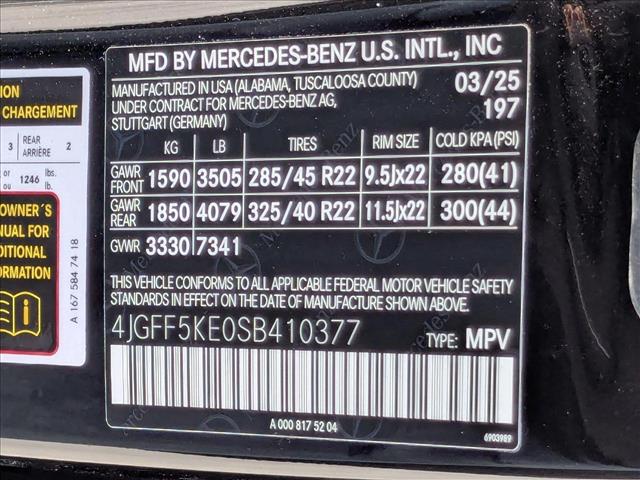 MFD BY MERCEDES-BENZ U.S. INTL., INC
MANUFACTURED IN USA (ALABAMA, TUSCALOOSA COUNTY) 03/25
UNDER CONTRACT FOR MERCEDES-BENZ AG, 197
STUTTGART (GERMANY)
KG LB TIRES RIM SIZE COLD KPA(PSI)
GAWR FRONT 1590 3505 285/45 R22 9.5Jx22 280(41)
GAWR REAR 1850 4079 325/40 R22 11.5Jx22 300(44)
GVWR 3330 7341
THIS VEHICLE CONFORMS TO ALL APPLICABLE FEDERAL MOTOR VEHICLE SAFETY
STANDARDS IN EFFECT ON THE DATE OF MANUFACTURE SHOWN ABOVE.
4JGFF5KE0SB410377 TYPE: MPV
A 000 817 52 04
6903989
CHARGEMENT
3 REAR ARRIÈRE 2
or ou 1246 lbs. lb.
OWNER´S
FOR
A 167 584 74 18
Mercedes-Benz